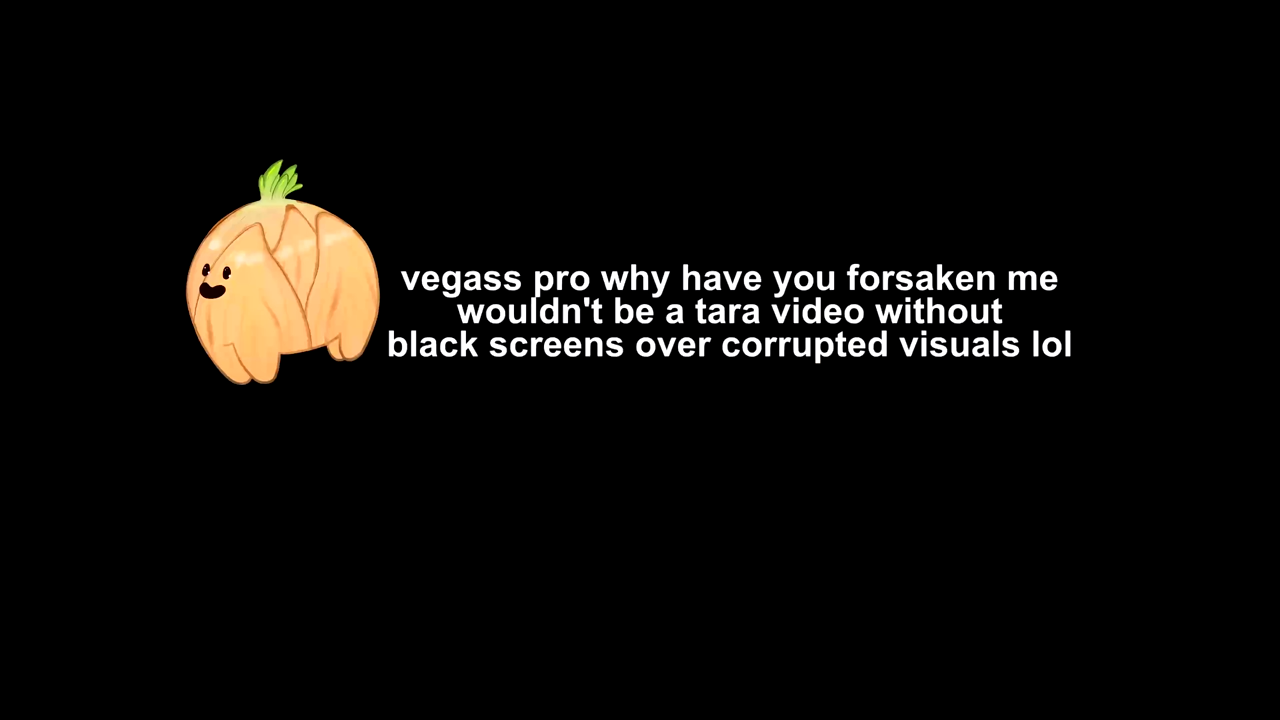 vegass pro why have you forsaken me
wouldn't be a tara video without
black screens over corrupted visuals lol